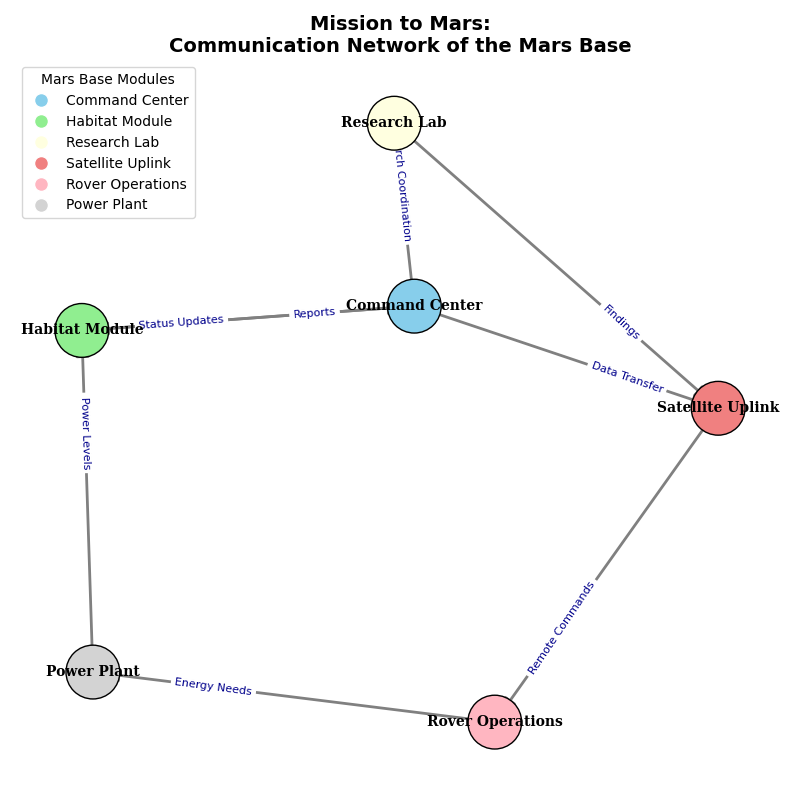 Mission to Mars:
Communication Network of the Mars Base
Mars Base Modules
Command Center
Habitat Module
Research Lab
Satellite Uplink
Rover Operations
Power Plant
Research Lab
Coordination
Command Center
Reports
Status Updates
Habitat Module
Findings
Data Transfer
Satellite Uplink
Power Levels
Remote Commands
Power Plant
Energy Needs
Rover Operations